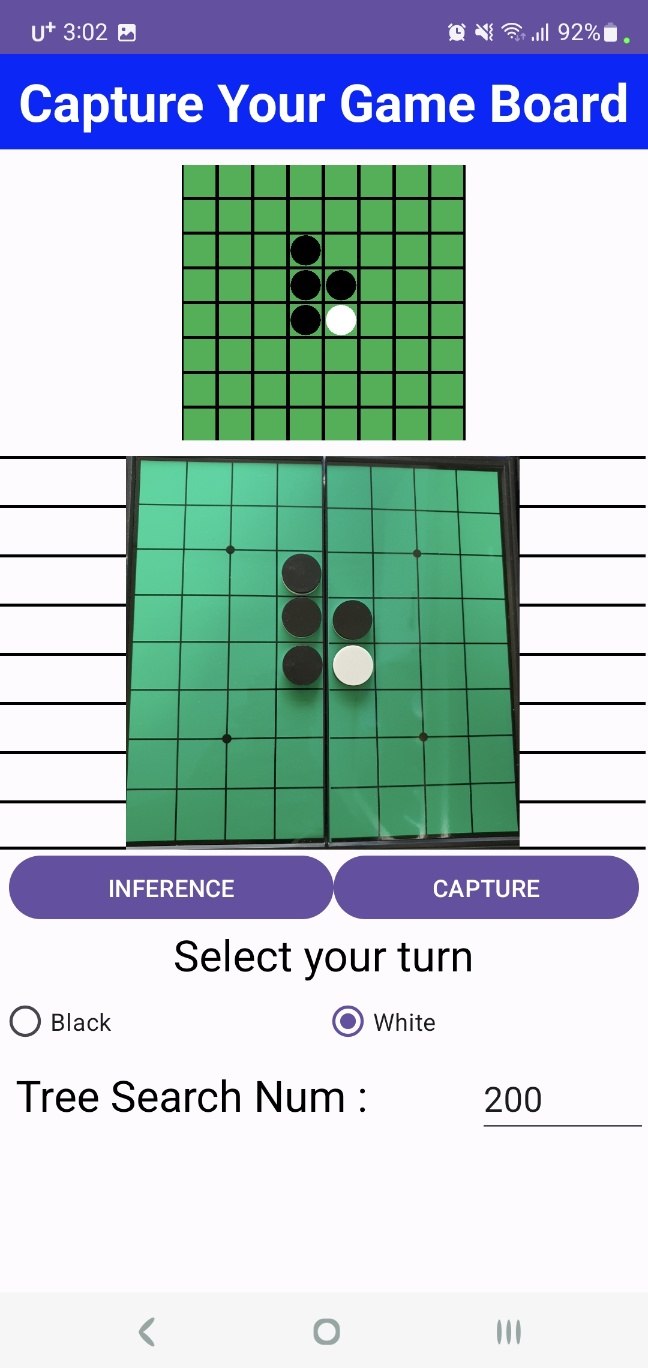 U+ 3:02 92%
Capture Your Game Board
INFERENCE CAPTURE
Select your turn
Black White
Tree Search Num : 200